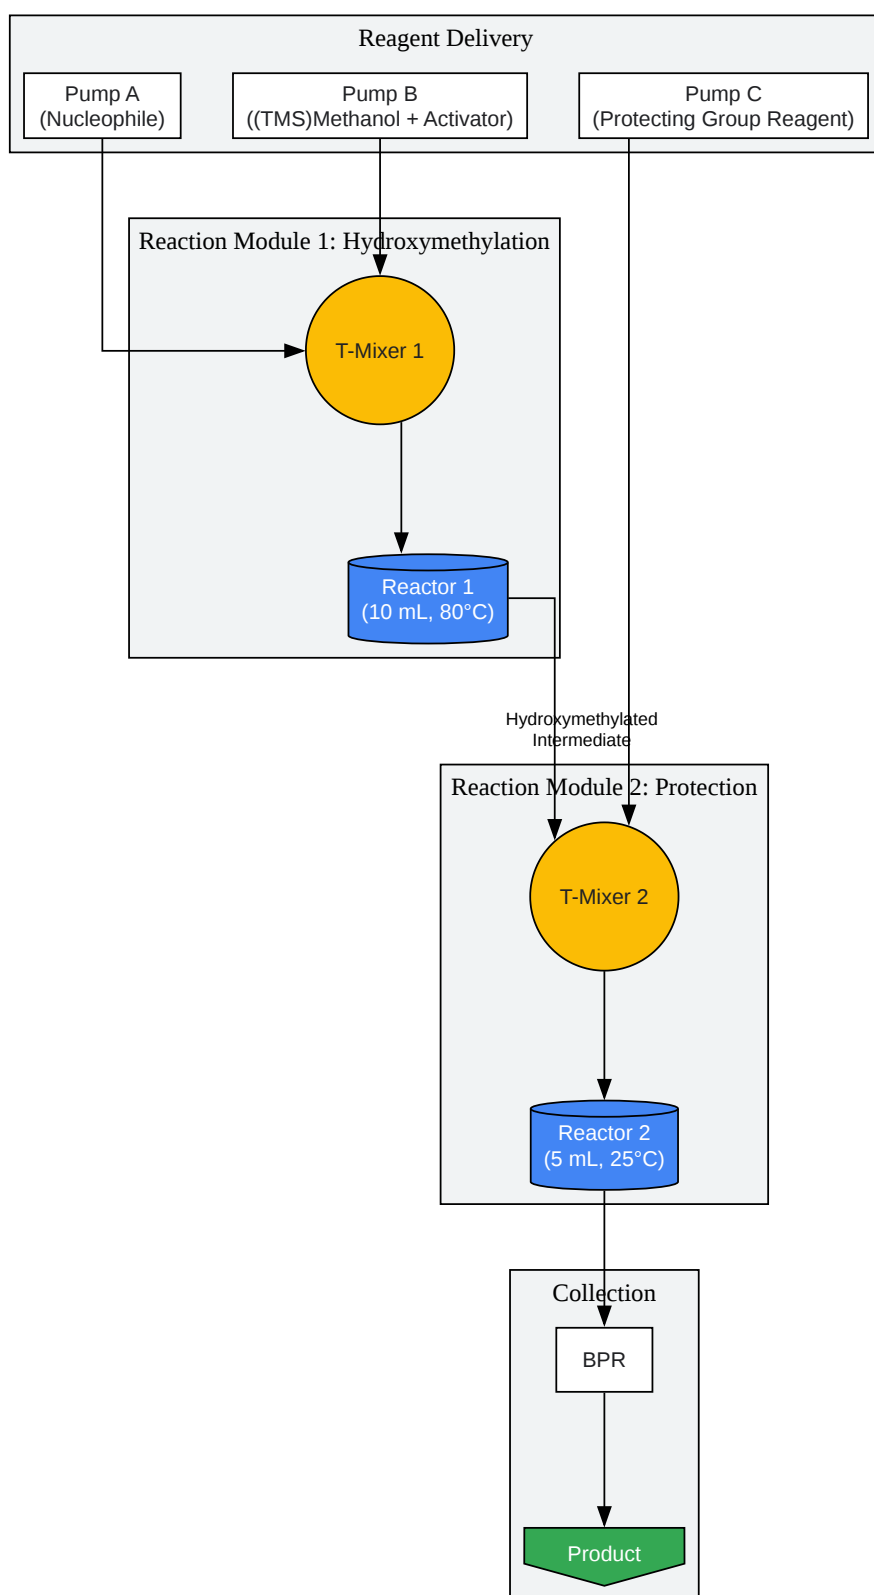 Reagent Delivery
Pump A
(Nucleophile)
Pump B
((TMS)Methanol + Activator)
Pump C
(Protecting Group Reagent)
Reaction Module 1: Hydroxymethylation
T-Mixer 1
Reactor 1
(10 mL, 80°C)
Hydroxymethylated
Intermediate
Reaction Module 2: Protection
T-Mixer 2
Reactor 2
(5 mL, 25°C)
Collection
BPR
Product